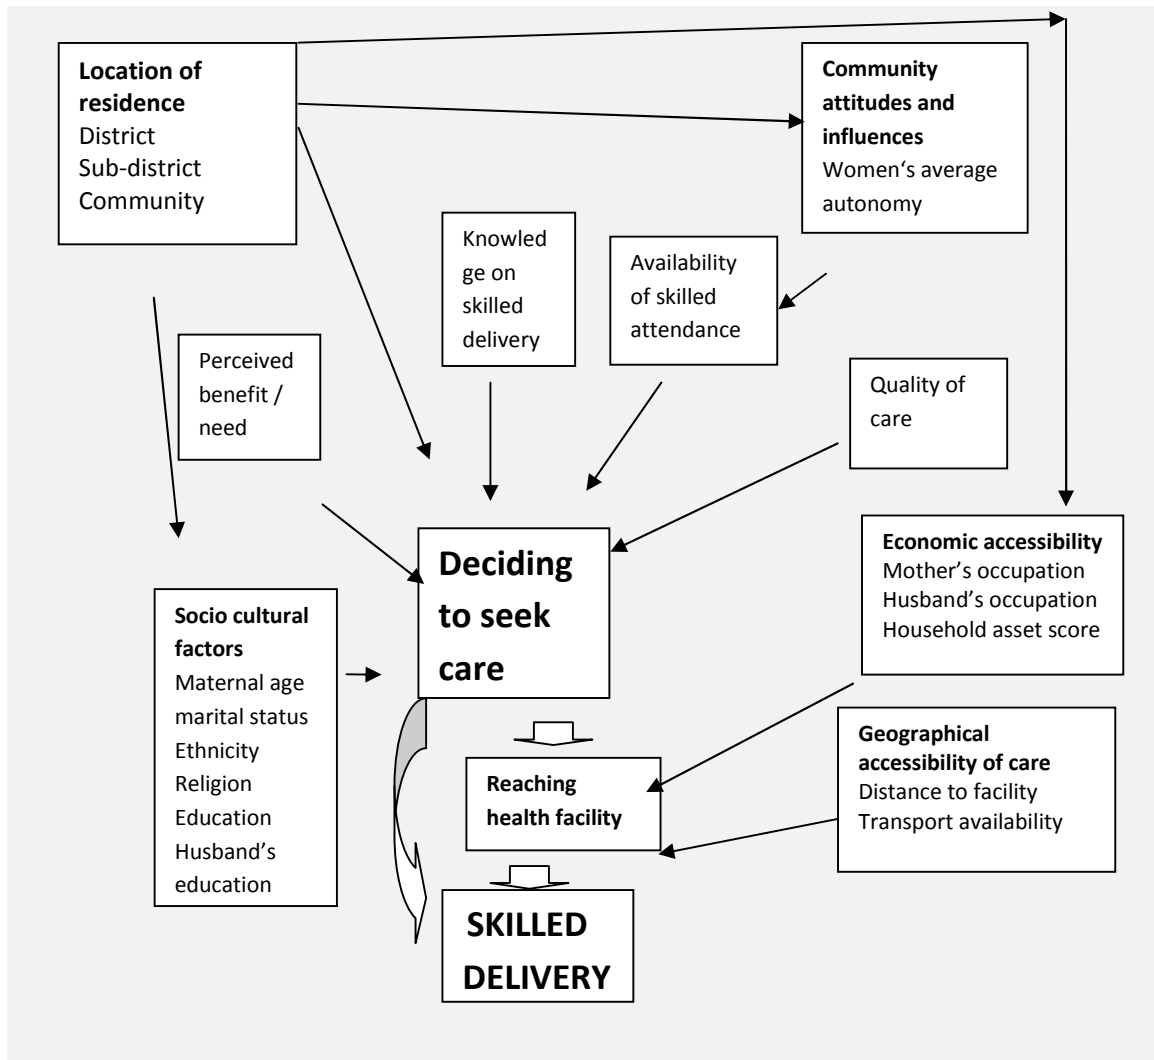 Location of
residence
District
Sub-district
Community
Community
attitudes and
influences
Women‘s average
autonomy
Knowled
ge on
skilled
delivery
Availability
of skilled
attendance
Perceived
benefit /
need
Quality of
care
Deciding
to seek
care
Economic accessibility
Mother’s occupation
Husband’s occupation
Household asset score
Socio cultural
factors
Maternal age
marital status
Ethnicity
Religion
Education
Husband’s
education
Geographical
accessibility of care
Distance to facility
Transport availability
Reaching
health facility
SKILLED
DELIVERY